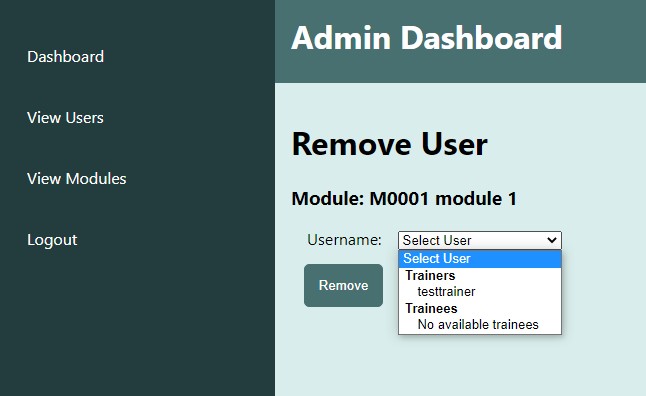 Dashboard
View Users
View Modules
Logout
Admin Dashboard
Remove User
Module: M0001 module 1
Username: Select User
Select User
Trainers
testtrainer
Trainees
No available trainees
Remove